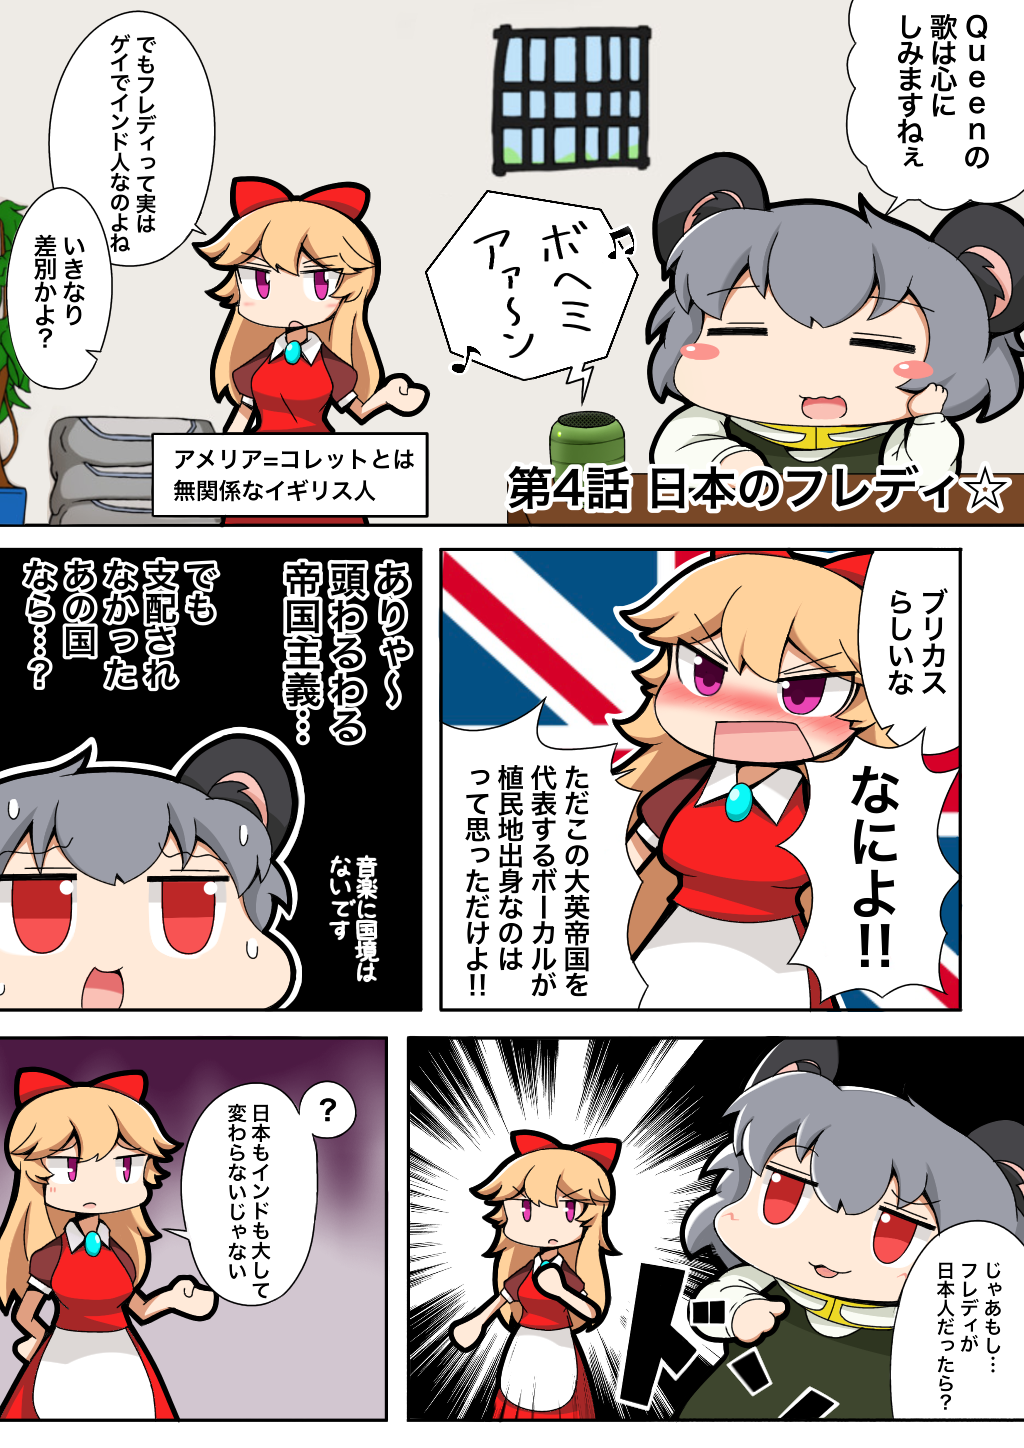 Queenの
歌は心に
しみますねぇ
ボヘミ
アァ〜ン
でもフレディって実は
ゲイでインド人なのよね
いきなり
差別かよ？
アメリア=コレットとは
無関係なイギリス人
第4話 日本のフレディ☆
ブリカス
らしいな
なによ!!
ただこの大英帝国を
代表するボーカルが
植民地出身なのは
って思っただけよ!!
ありゃ〜
頭わるわる
帝国主義…
でも
支配され
なかった
あの国
なら…？
音楽に国境は
ないです
じゃあもし…
フレディが
日本人だったら？
ドン
？
日本もインドも大して
変わらないじゃない